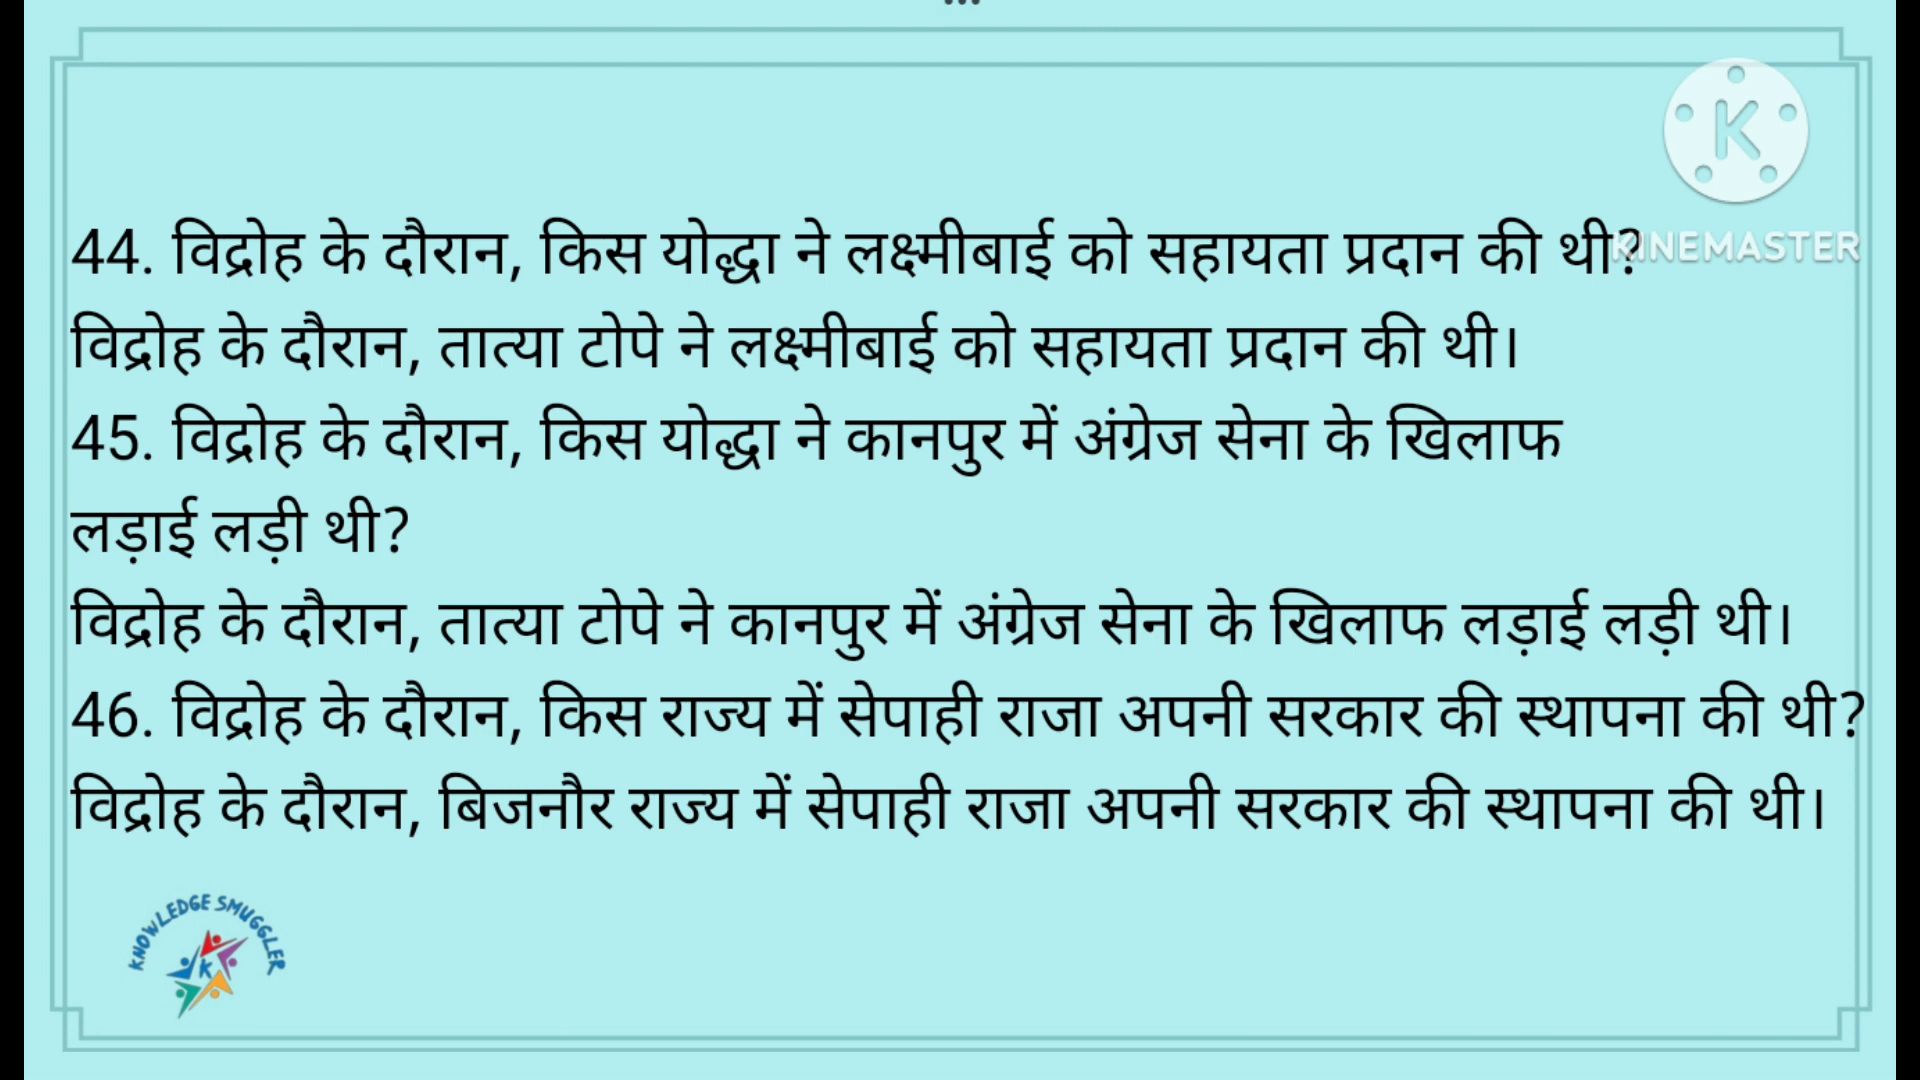 KINEMASTER
44. विद्रोह के दौरान, किस योद्धा ने लक्ष्मीबाई को सहायता प्रदान की थी?
विद्रोह के दौरान, तात्या टोपे ने लक्ष्मीबाई को सहायता प्रदान की थी।
45. विद्रोह के दौरान, किस योद्धा ने कानपुर में अंग्रेज सेना के खिलाफ
लड़ाई लड़ी थी?
विद्रोह के दौरान, तात्या टोपे ने कानपुर में अंग्रेज सेना के खिलाफ लड़ाई लड़ी थी।
46. विद्रोह के दौरान, किस राज्य में सेपाही राजा अपनी सरकार की स्थापना की थी?
विद्रोह के दौरान, बिजनौर राज्य में सेपाही राजा अपनी सरकार की स्थापना की थी।
KNOWLEDGE SMUGGLER
K